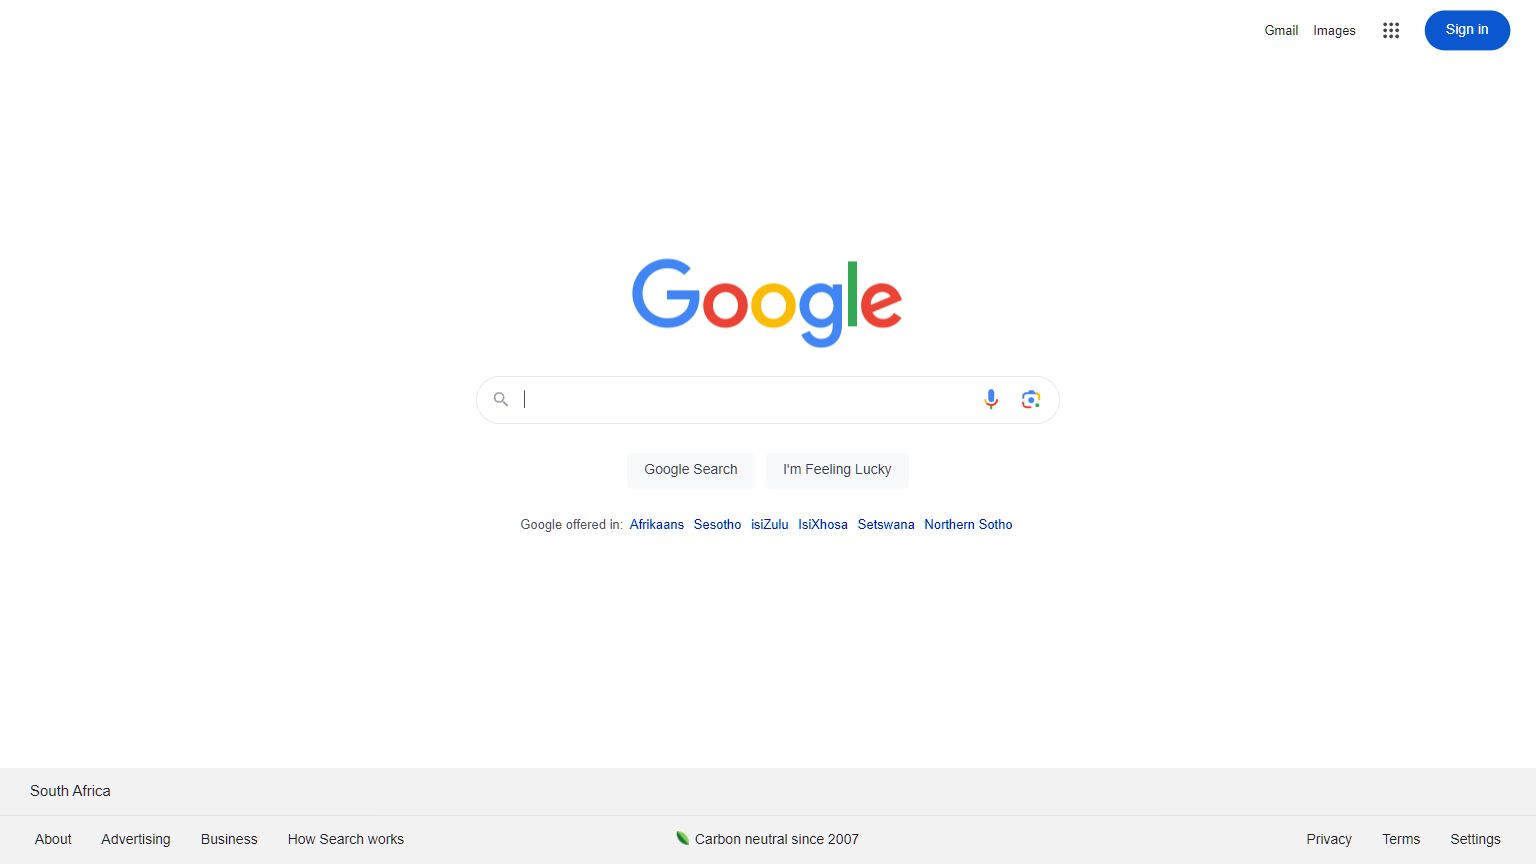 Gmail Images Sign in
Google
Google Search I'm Feeling Lucky
Google offered in: Afrikaans Sesotho isiZulu IsiXhosa Setswana Northern Sotho
South Africa
About Advertising Business How Search works Carbon neutral since 2007 Privacy Terms Settings